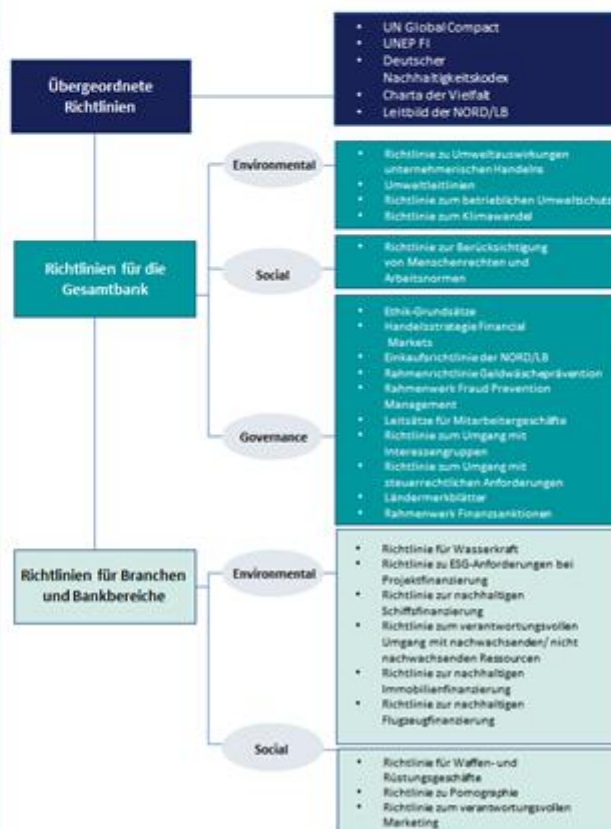 Übergeordnete
Richtlinien
• UN Global Compact
• UNEP FI
• Deutscher
Nachhaltigkeitskodex
• Charta der Vielfalt
• Leitbild der NORD/LB
Richtlinien für die
Gesamtbank
Environmental
• Richtlinie zu Umweltauswirkungen
unternehmerischen Handelns
• Umweltleitlinien
• Richtlinie zum betrieblichen Umweltschutz
• Richtlinie zum Klimawandel
Social
• Richtlinie zur Berücksichtigung
von Menschenrechten und
Arbeitsnormen
Governance
• Ethik-Grundsätze
• Handelsstrategie Financial
Markets
• Einkaufsrichtlinie der NORD/LB
• Rahmenrichtlinie Geldwäscheprävention
• Rahmenwerk Fraud Prevention
Management
• Leitsätze für Mitarbeitergeschäfte
• Richtlinie zum Umgang mit
Interessengruppen
• Richtlinie zum Umgang mit
steuerrechtlichen Anforderungen
• Ländermerkblätter
• Rahmenwerk Finanzsanktionen
Richtlinien für Branchen
und Bankbereiche
Environmental
• Richtlinie für Wasserkraft
• Richtlinie zu ESG-Anforderungen bei
Projektfinanzierung
• Richtlinie zur nachhaltigen
Schiffsfinanzierung
• Richtlinie zum verantwortungsvollen
Umgang mit nachwachsenden/ nicht
nachwachsenden Ressourcen
• Richtlinie zur nachhaltigen
Immobilienfinanzierung
• Richtlinie zur nachhaltigen
Flugzeugfinanzierung
Social
• Richtlinie für Waffen- und
Rüstungsgeschäfte
• Richtlinie zu Pornographie
• Richtlinie zum verantwortungsvollen
Marketing